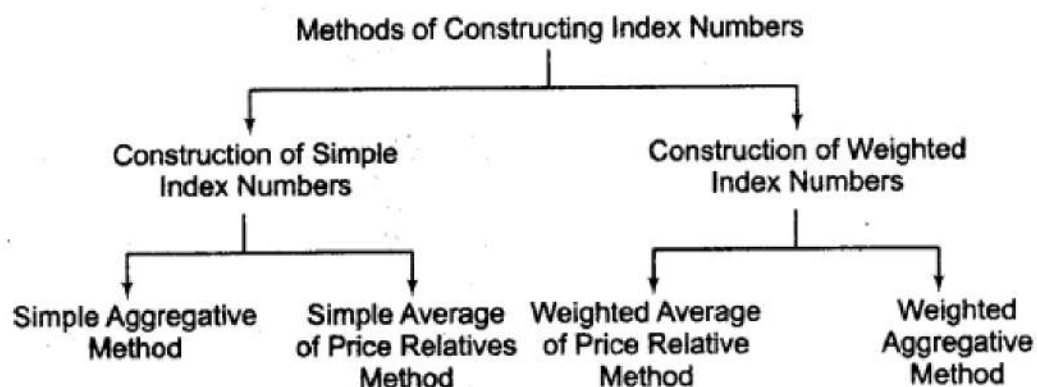 Methods of Constructing Index Numbers
Construction of Simple
Index Numbers
Construction of Weighted
Index Numbers
Simple Aggregative
Method
Simple Average
of Price Relatives
Method
Weighted Average
of Price Relative
Method
Weighted
Aggregative
Method